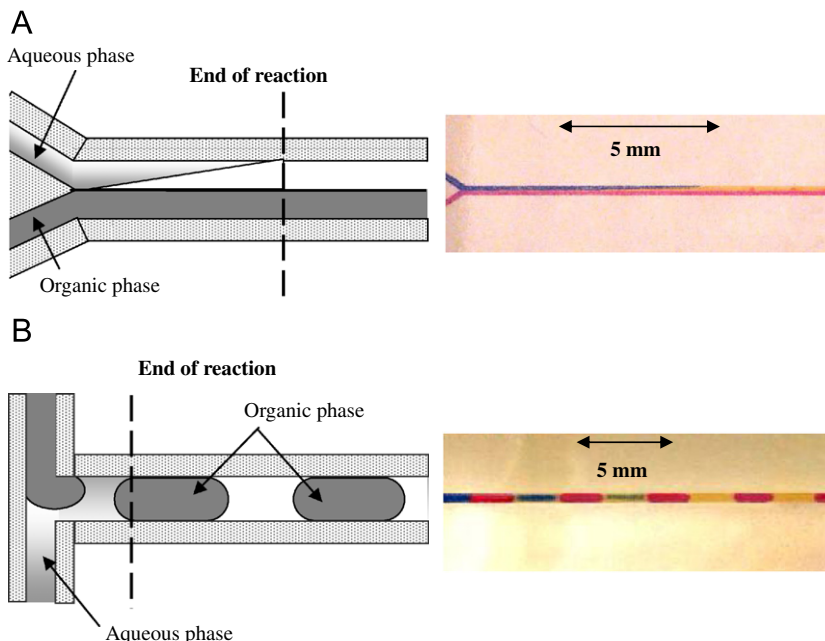 A
Aqueous phase
End of reaction
5 mm
Organic phase
B
End of reaction
Organic phase
5 mm
Aqueous phase